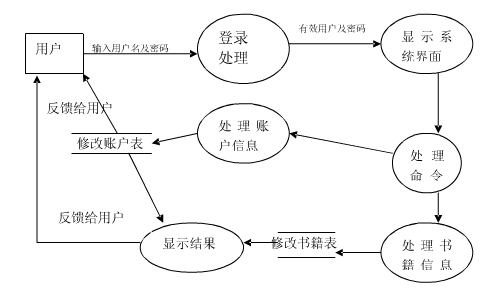 用户
输入用户名及密码
登录
处理
有效用户及密码
显示系
统界面
反馈给用户
修改账户表
处理账
户信息
处理
命令
反馈给用户
显示结果
修改书籍表
处理书
籍信息